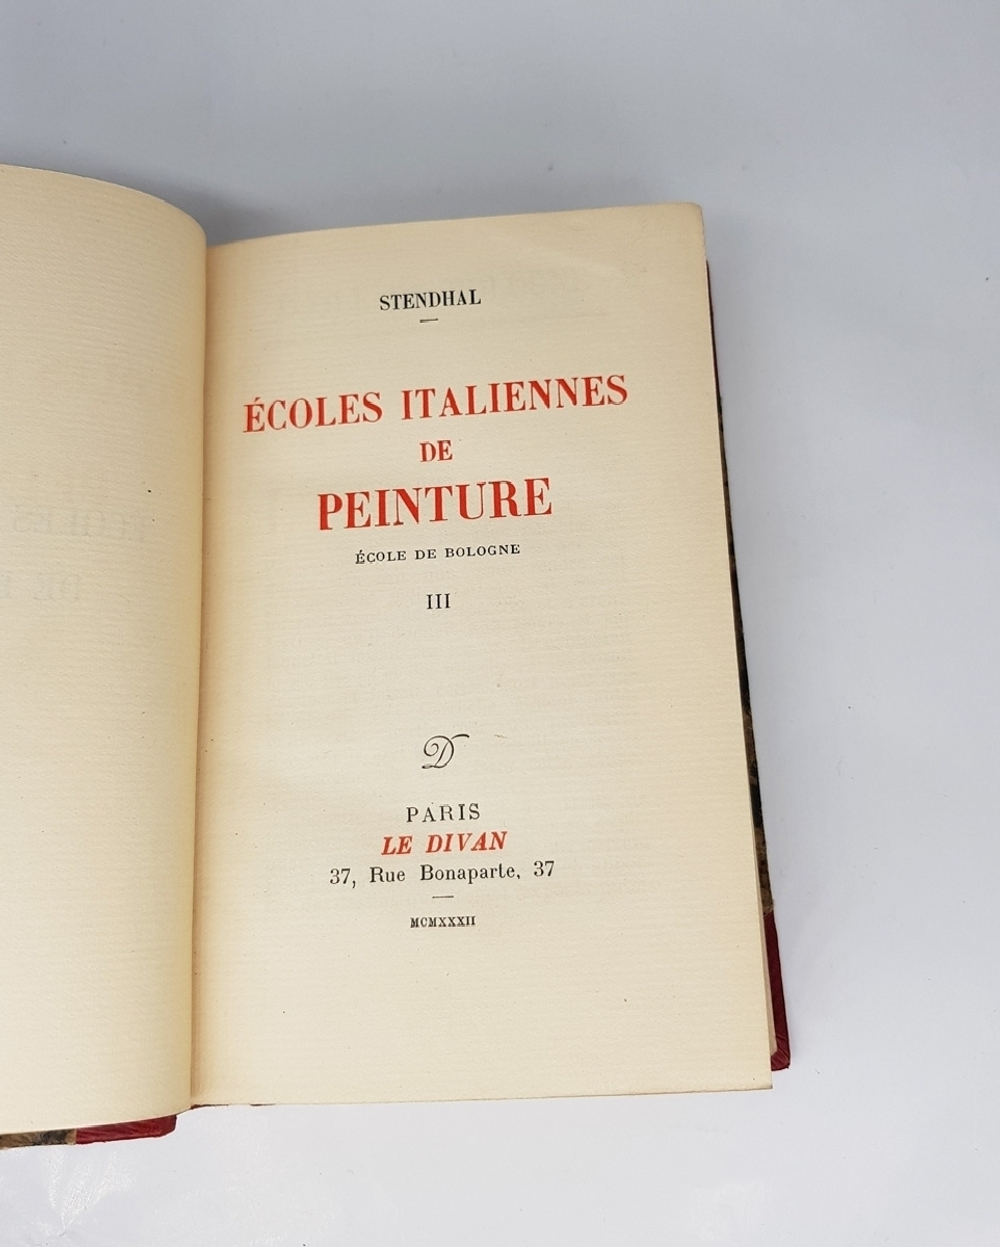 STENDHAL
ÉCOLES ITALIENNES
DE
PEINTURE
ÉCOLE DE BOLOGNE
III
D
PARIS
LE DIVAN
37, Rue Bonaparte, 37
MCMXXXII